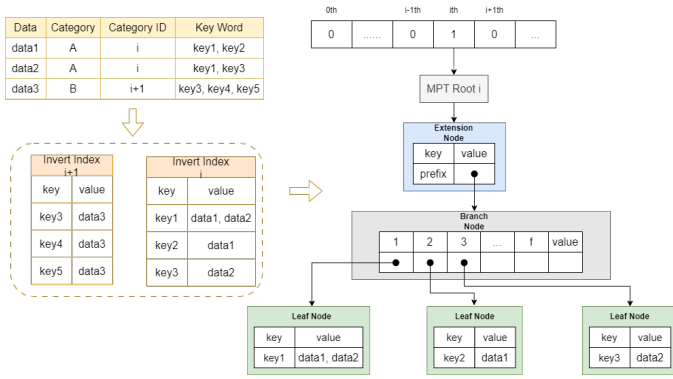 Data Category Category ID Key Word
data1 A i key1, key2
data2 A i key1, key3
data3 B i+1 key3, key4, key5
Invert Index
i+1
key value
key3 data3
key4 data3
key5 data3
Invert Index
i
key value
key1 data1, data2
key2 data1
key3 data2
0th i-1th ith i+1th
0 ...... 0 1 0 ...
MPT Root i
Extension
Node
key value
prefix
Branch
Node
1 2 3 ... f value
Leaf Node
key value
key1 data1, data2
Leaf Node
key value
key2 data1
Leaf Node
key value
key3 data2